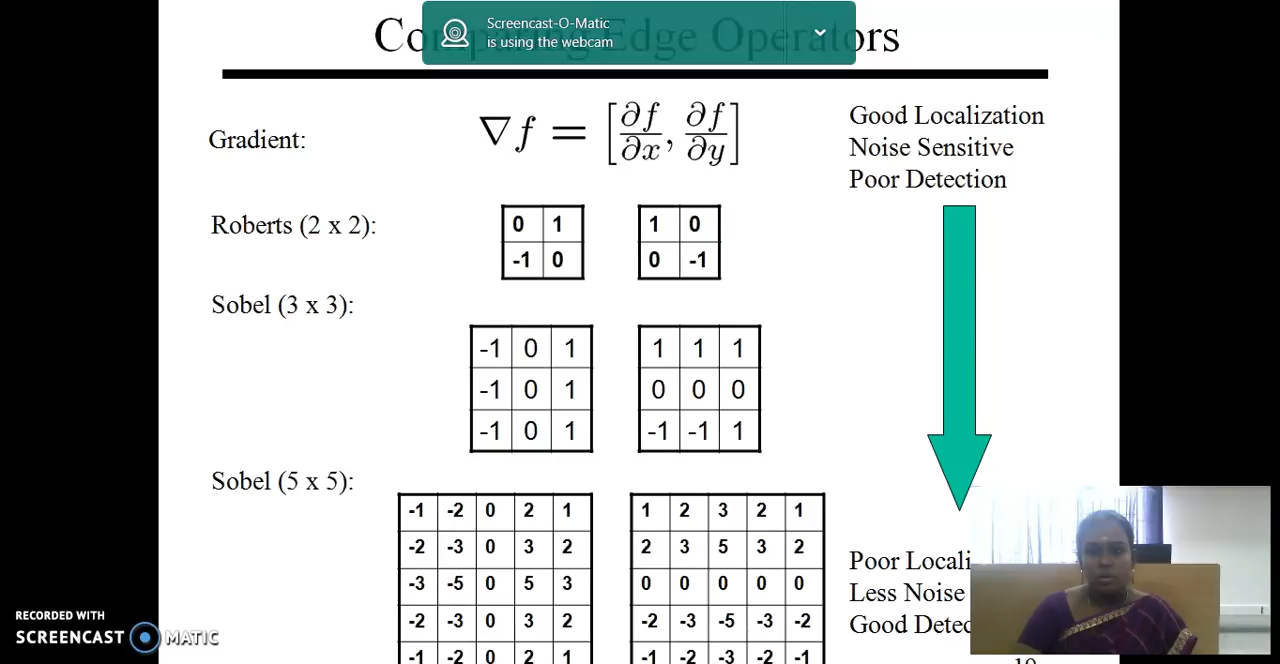 Screencast-O-Matic
is using the webcam
Comparing Edge Operators
Gradient:
∇f = [∂f/∂x, ∂f/∂y]
Good Localization
Noise Sensitive
Poor Detection
Roberts (2 x 2):
0 1
-1 0
1 0
0 -1
Sobel (3 x 3):
-1 0 1
-1 0 1
-1 0 1
1 1 1
0 0 0
-1 -1 1
Sobel (5 x 5):
-1 -2 0 2 1
-2 -3 0 3 2
-3 -5 0 5 3
-2 -3 0 3 2
-1 -2 0 2 1
1 2 3 2 1
2 3 5 3 2
0 0 0 0 0
-2 -3 -5 -3 -2
-1 -2 -3 -2 -1
Poor Locali
Less Noise
Good Detec
RECORDED WITH
SCREENCAST MATIC